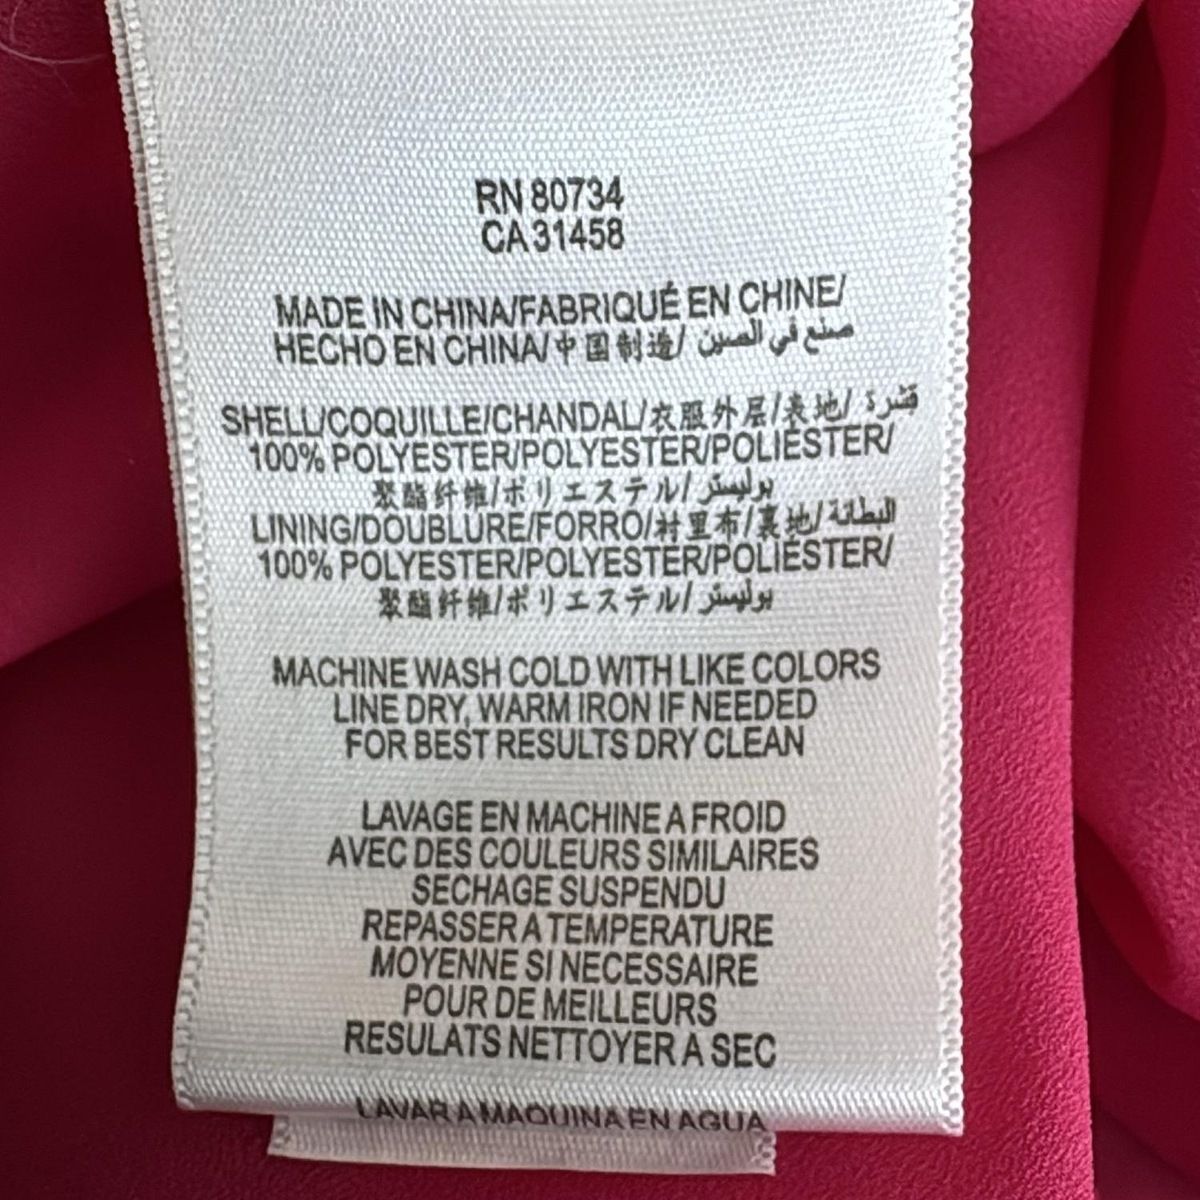 RN 80734
CA 31458
MADE IN CHINA/FABRIQUÉ EN CHINE/
HECHO EN CHINA/中国制造/ صنع في الصين
SHELL/COQUILLE/CHANDAL/衣服外层/表地/ قشرة
100% POLYESTER/POLYESTER/POLIÉSTER/
聚酯纤维/ポリエステル/ بوليستر
LINING/DOUBLURE/FORRO/衬里布/裏地/ البطانة
100% POLYESTER/POLYESTER/POLIÉSTER/
聚酯纤维/ポリエステル/ بوليستر
MACHINE WASH COLD WITH LIKE COLORS
LINE DRY, WARM IRON IF NEEDED
FOR BEST RESULTS DRY CLEAN
LAVAGE EN MACHINE A FROID
AVEC DES COULEURS SIMILAIRES
SECHAGE SUSPENDU
REPASSER A TEMPERATURE
MOYENNE SI NECESSAIRE
POUR DE MEILLEURS
RESULATS NETTOYER A SEC
LAVAR A MAQUINA EN AGUA